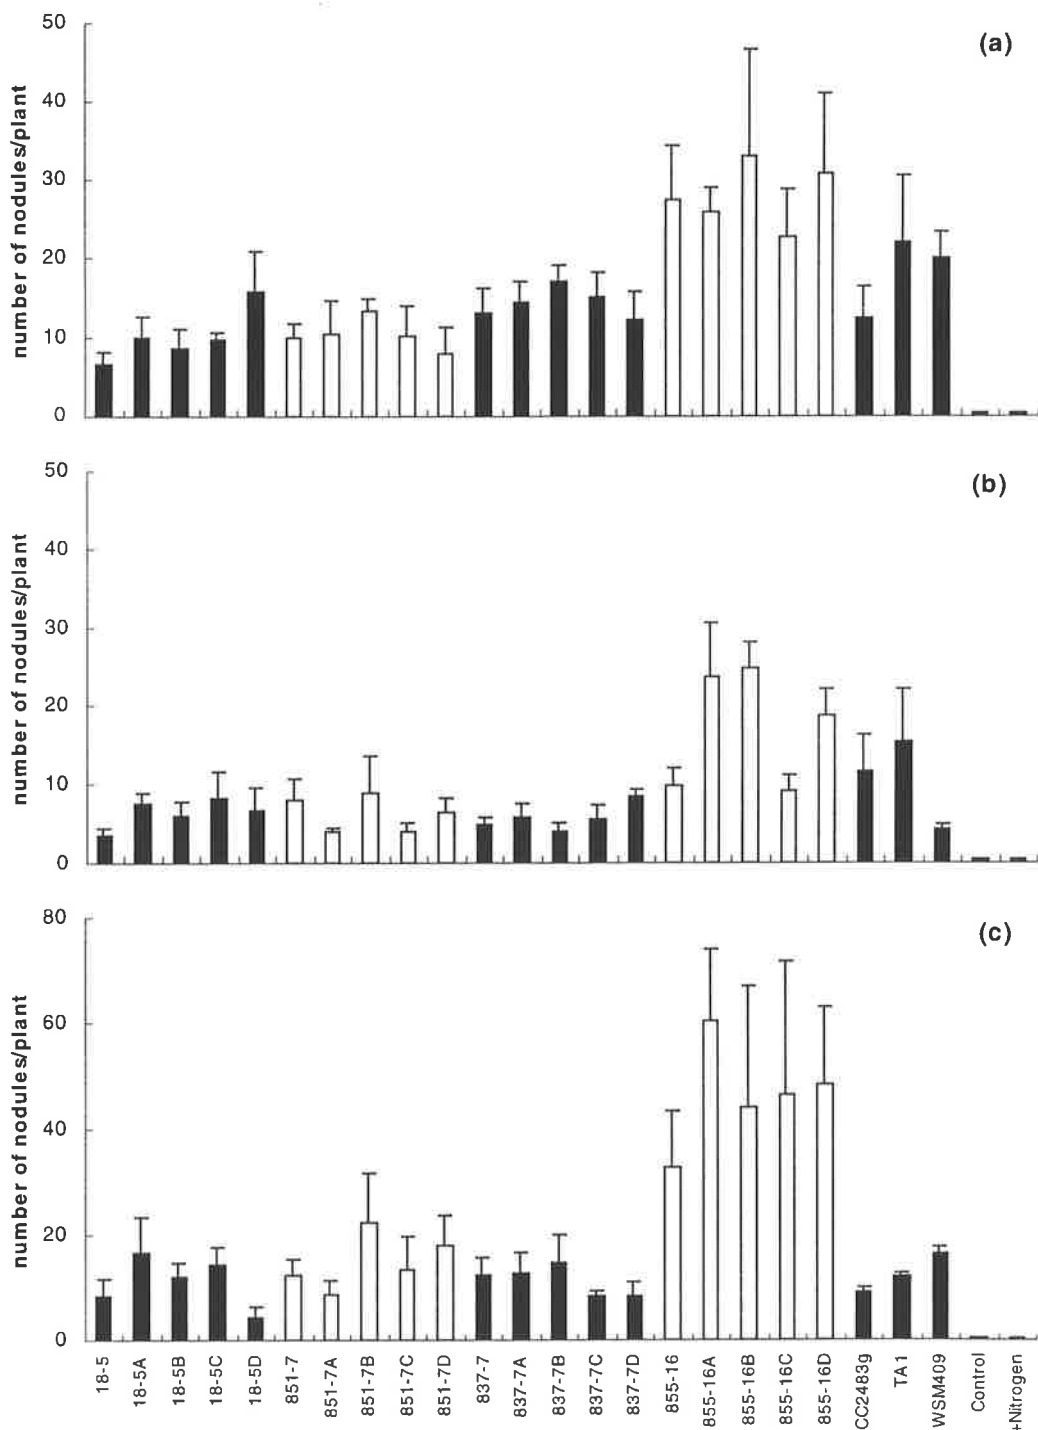 (a)
number of nodules/plant
50
40
30
20
10
0
(b)
number of nodules/plant
50
40
30
20
10
0
(c)
number of nodules/plant
80
60
40
20
0
18-5
18-5A
18-5B
18-5C
18-5D
851-7
851-7A
851-7B
851-7C
851-7D
837-7
837-7A
837-7B
837-7C
837-7D
855-16
855-16A
855-16B
855-16C
855-16D
CC2483g
TA1
WSM409
Control
+Nitrogen